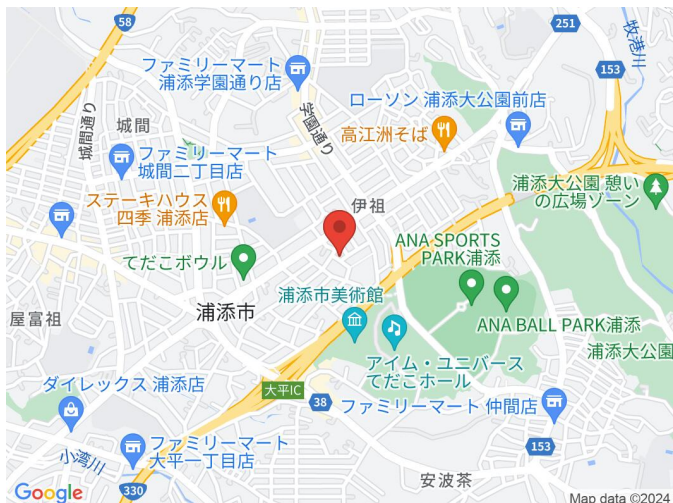 58
251
牧港川
153
ファミリーマート
浦添学園通り店
ローソン 浦添大公園前店
城間通り
城間
学園通り
高江洲そば
ファミリーマート
城間二丁目店
ステーキハウス
四季 浦添店
伊祖
浦添大公園 憩い
の広場ゾーン
てだこボウル
ANA SPORTS
PARK浦添
浦添市美術館
浦添市
屋富祖
ANA BALL PARK浦添
アイム・ユニバース
てだこホール
浦添大公園
ダイレックス 浦添店
大平IC
38
ファミリーマート 仲間店
小湾川
ファミリーマート
大平一丁目店
153
安波茶
330
Google
Map data ©2024